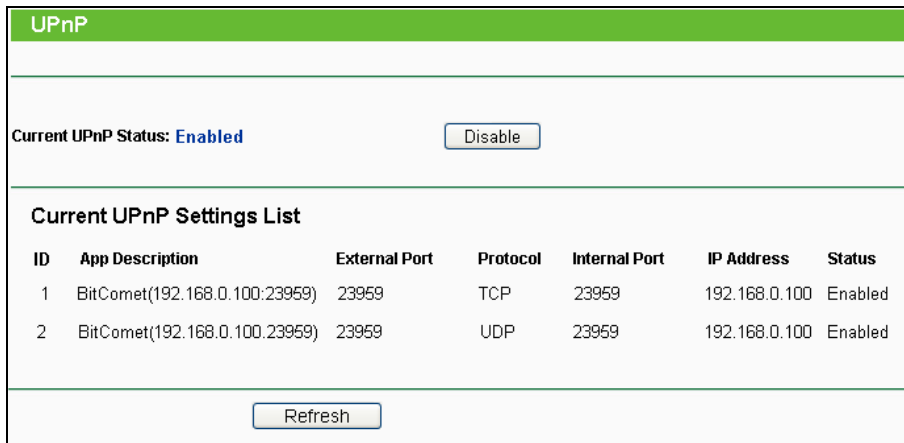 UPnP
Current UPnP Status: Enabled Disable
Current UPnP Settings List
ID App Description External Port Protocol Internal Port IP Address Status
1 BitComet(192.168.0.100:23959) 23959 TCP 23959 192.168.0.100 Enabled
2 BitComet(192.168.0.100.23959) 23959 UDP 23959 192.168.0.100 Enabled
Refresh